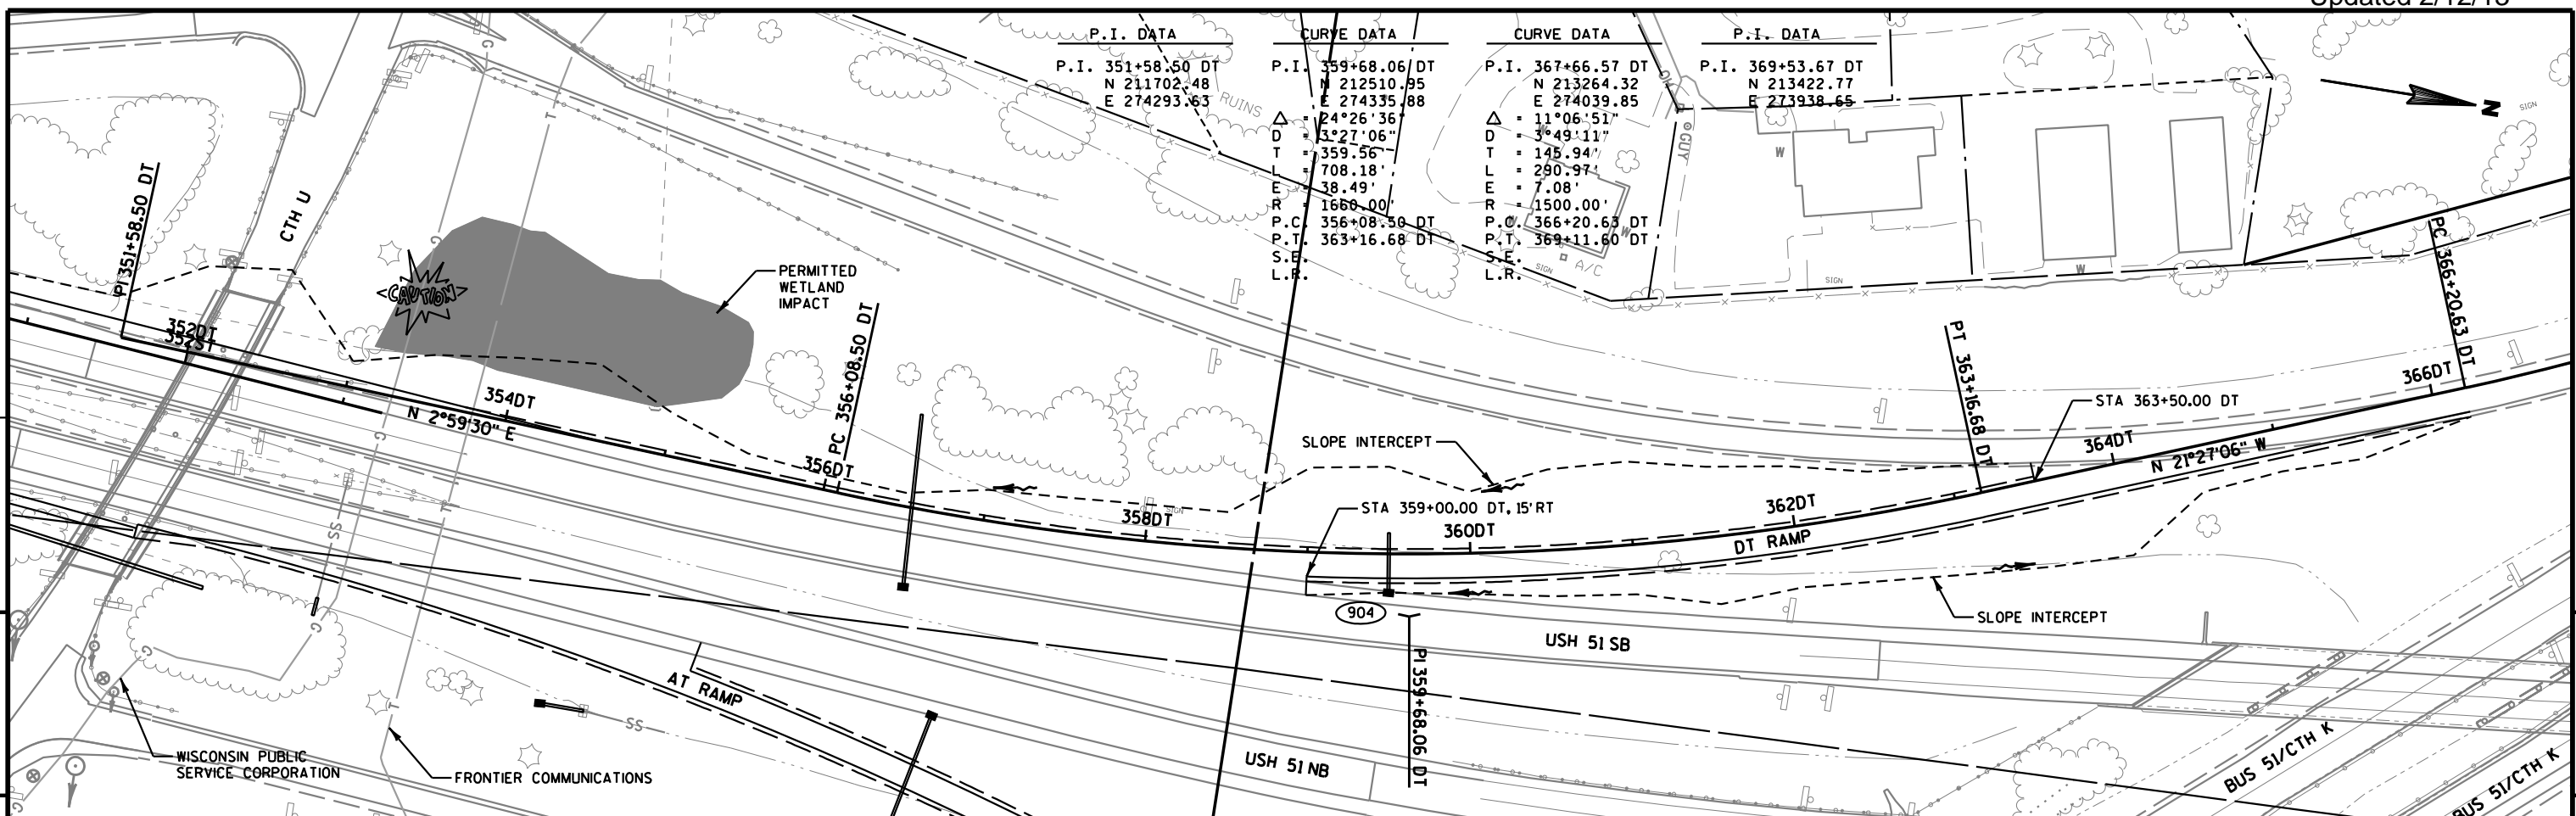 P.I. DATA
P.I. 351+58.50 DT
N 211702.48
E 274293.63
CURVE DATA
P.I. 359+68.06 DT
N 212510.95
E 274335.88
△ = 24°26'36"
D = 3°27'06"
T = 359.56'
L = 708.18'
E = 38.49'
R = 1660.00'
P.C. 356+08.50 DT
P.T. 363+16.68 DT
S.E.
L.R.
CURVE DATA
P.I. 367+66.57 DT
N 213264.32
E 274039.85
△ = 11°06'51"
D = 3°49'11"
T = 145.94'
L = 290.97'
E = 7.08'
R = 1500.00'
P.C. 366+20.63 DT
P.T. 369+11.60 DT
S.E.
L.R.
P.I. DATA
P.I. 369+53.67 DT
N 213422.77
E 273938.65
N
SIGN
RUINS
OHC
GUY
W
W
W
W
W
A/C
SIGN
SIGN
PI 351+58.50 DT
CTH U
CAUTION
PERMITTED
WETLAND
IMPACT
352DT
352ST
354DT
N 2°59'30" E
PC 356+08.50 DT
356DT
358DT
SIGN
SLOPE INTERCEPT
STA 359+00.00 DT, 15' RT
360DT
362DT
DT RAMP
PT 363+16.68 DT
STA 363+50.00 DT
364DT
N 21°27'06" W
366DT
PC 366+20.63 DT
904
SLOPE INTERCEPT
USH 51 SB
PI 359+68.06 DT
AT RAMP
USH 51 NB
BUS 51/CTH K
BUS 51/CTH K
G
G
G
G
G
G
T
T
T
T
SS
SS
WISCONSIN PUBLIC
SERVICE CORPORATION
FRONTIER COMMUNICATIONS